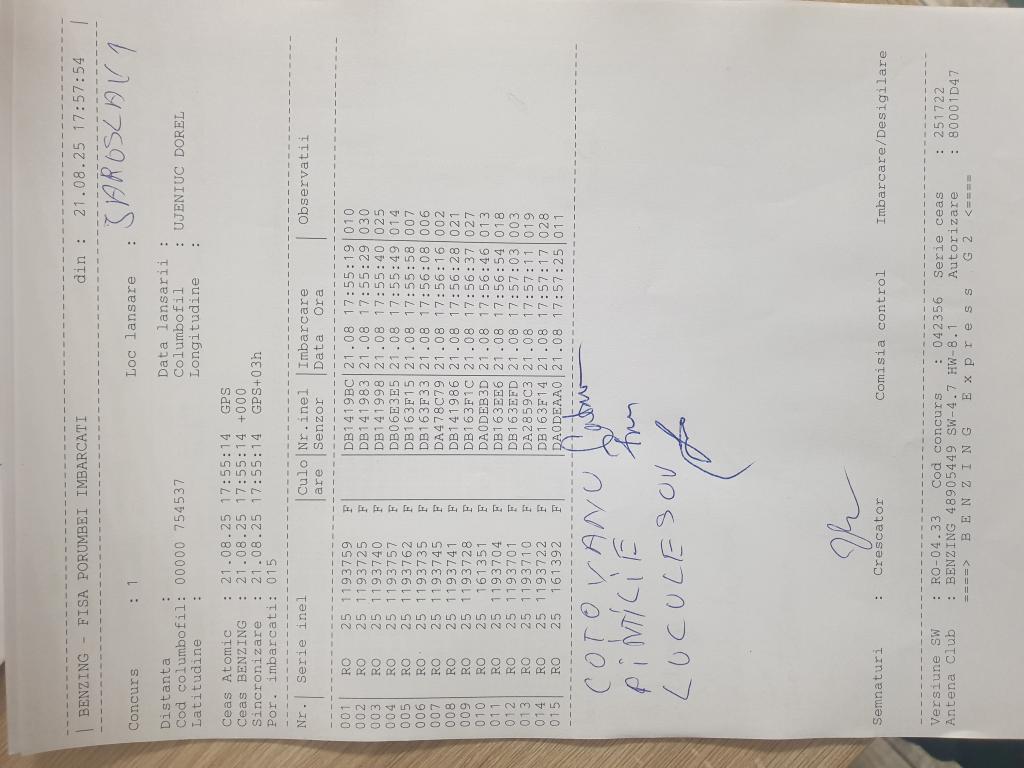 | BENZING - FISA PORUMBEI IMBARCATI din : 21.08.25 17:57:54 |
Concurs : 1 Loc lansare : JAROSLAV 1
Distanta : Data lansarii :
Cod columbofil: 00000 754537 Columbofil : UJENIUC DOREL
Latitudine : Longitudine :
Ceas Atomic : 21.08.25 17:55:14 GPS
Ceas BENZING : 21.08.25 17:55:14 +000
Sincronizare : 21.08.25 17:55:14 GPS+03h
Por. imbarcati: 015
Nr. | Serie inel |Culo|Nr.inel |Imbarcare | Observatii
are |Senzor |Data Ora |
001 | RO 25 1193759 F | |DB1419BC|21.08 17:55:19|010
002 | RO 25 1193725 F | |DB141983|21.08 17:55:29|030
003 | RO 25 1193740 F | |DB141998|21.08 17:55:40|025
004 | RO 25 1193757 F | |DB06E3E5|21.08 17:55:49|014
005 | RO 25 1193762 F | |DB163F15|21.08 17:55:58|007
006 | RO 25 1193735 F | |DB163F33|21.08 17:56:08|006
007 | RO 25 1193745 F | |DA478C79|21.08 17:56:16|002
008 | RO 25 1193741 F | |DB141986|21.08 17:56:28|021
009 | RO 25 1193728 F | |DB163F1C|21.08 17:56:37|027
010 | RO 25 161351 F | |DA0DEB3D|21.08 17:56:46|013
011 | RO 25 1193704 F | |DB163EE6|21.08 17:56:54|018
012 | RO 25 1193701 F | |DB163EFD|21.08 17:57:03|003
013 | RO 25 1193710 F | |DA2859C3|21.08 17:57:11|019
014 | RO 25 1193722 F | |DB163F14|21.08 17:57:17|028
015 | RO 25 161392 F | |DA0DEAA0|21.08 17:57:25|011
COTOVANU
PINTILIE
LUCULESCU
Semnaturi : Crescator Comisia control Imbarcare/Desigilare
Versiune SW : RO-04.33 Cod concurs : 042356 Serie ceas : 251722
Antena Club : BENZING 48905449 SW-4.7 HW-8.1 Autorizare : 80001D47
====> B E N Z I N G E x p r e s s G 2 <====